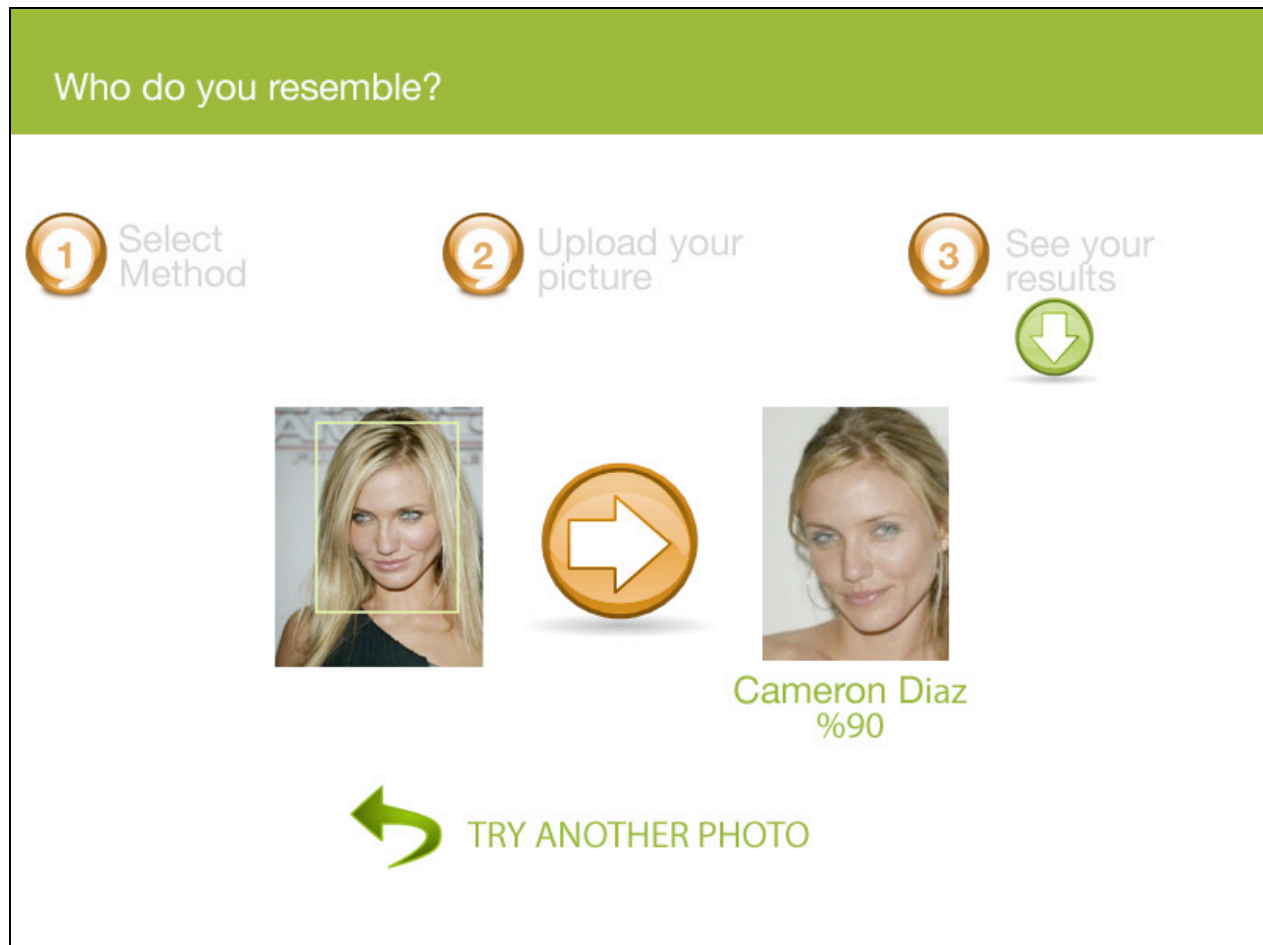 Who do you resemble?
1
Select
Method
2
Upload your
picture
3
See your
results
Cameron Diaz
%90
TRY ANOTHER PHOTO